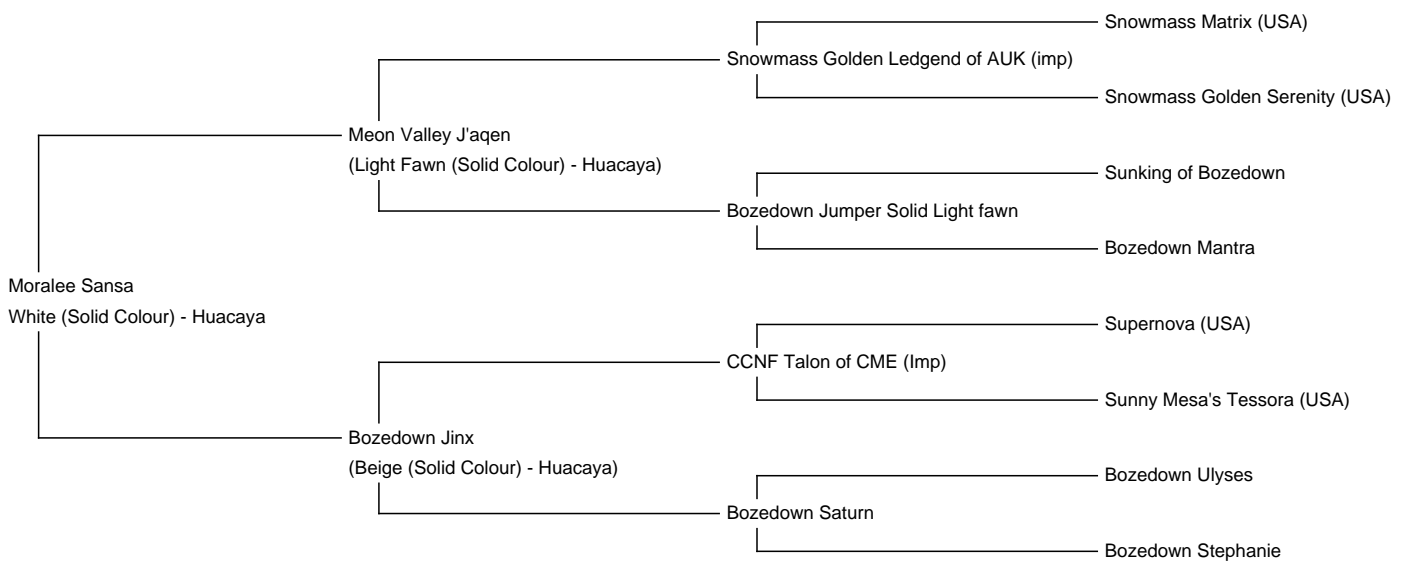 Snowmass Matrix (USA)
Snowmass Golden Ledgend of AUK (imp)
Snowmass Golden Serenity (USA)
Meon Valley J'aqen
(Light Fawn (Solid Colour) - Huacaya)
Sunking of Bozedown
Bozedown Jumper Solid Light fawn
Bozedown Mantra
Moralee Sansa
White (Solid Colour) - Huacaya
Supernova (USA)
CCNF Talon of CME (Imp)
Sunny Mesa's Tessora (USA)
Bozedown Jinx
(Beige (Solid Colour) - Huacaya)
Bozedown Ulyses
Bozedown Saturn
Bozedown Stephanie